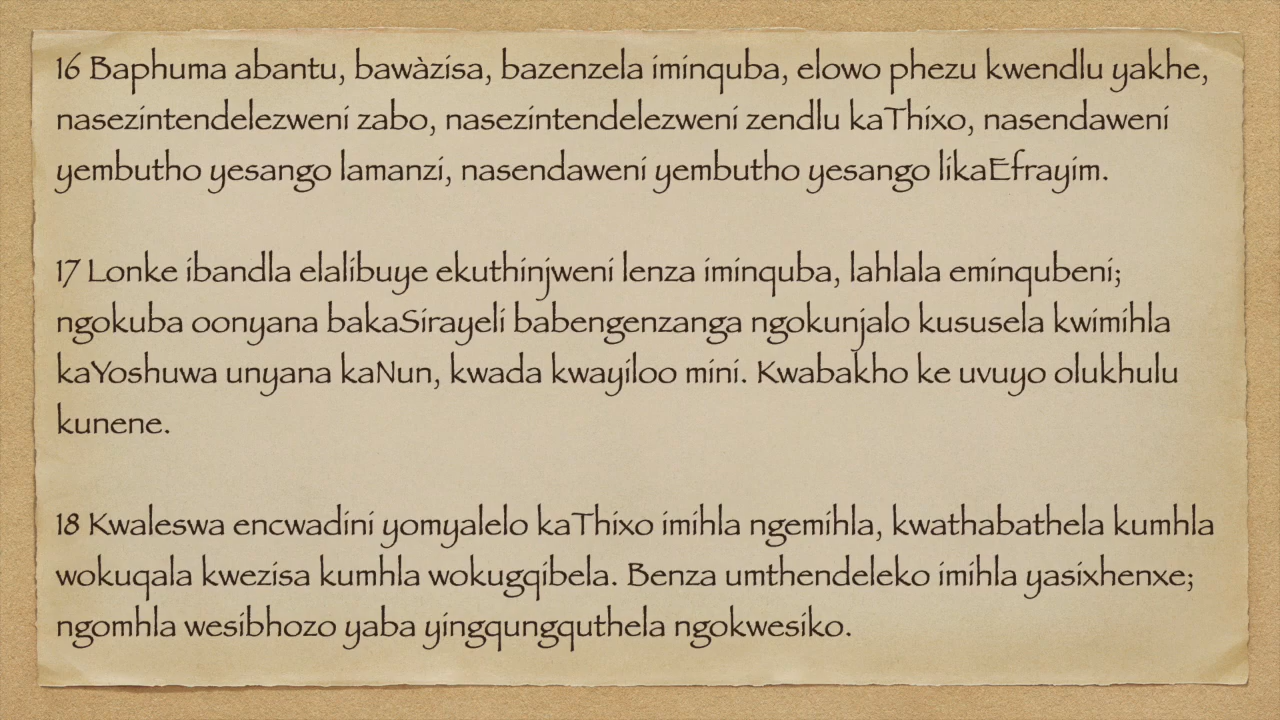 16 Baphuma abantu, bawàzisa, bazenzela iminquba, elowo phezu kwendlu yakhe,
nasezintendelezweni zabo, nasezintendelezweni zendlu kaThixo, nasendaweni
yembutho yesango lamanzi, nasendaweni yembutho yesango likaEfrayim.
17 Lonke ibandla elalibuye ekuthinjweni lenza iminquba, lahlala eminqubeni;
ngokuba oonyana bakaSirayeli babengenzanga ngokunjalo kususela kwimihla
kaYoshuwa unyana kaNun, kwada kwayiloo mini. Kwabakho ke uvuyo olukhulu
kunene.
18 Kwaleswa encwadini yomyalelo kaThixo imihla ngemihla, kwathabathela kumhla
wokuqala kwezisa kumhla wokugqibela. Benza umthendeleko imihla yasixhenxe;
ngomhla wesibhozo yaba yingqungquthela ngokwesiko.